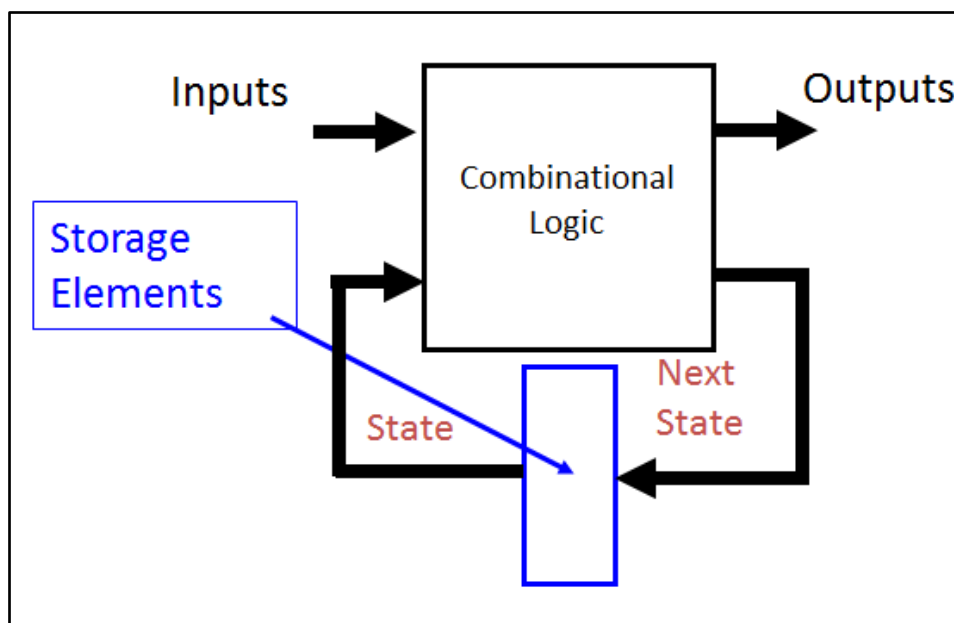 Inputs
Outputs
Combinational
Logic
Storage
Elements
Next
State
State